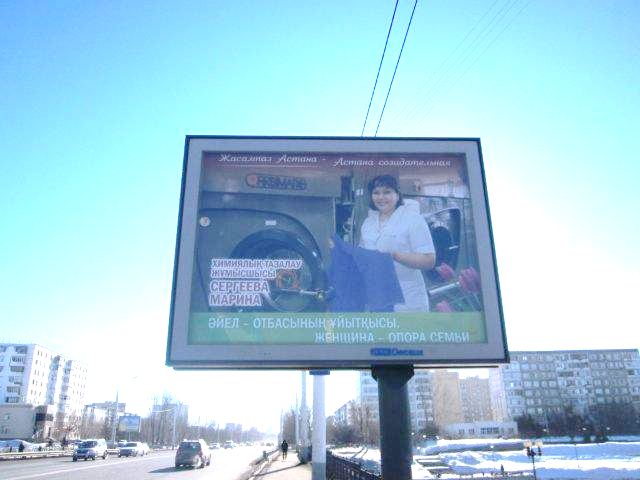 Жасампаз Астана - Астана созидательная
ХИМИЯЛЫҚ ТАЗАЛАУ
ЖҰМЫСШЫСЫ
СЕРГЕЕВА
МАРИНА
ӘЙЕЛ - ОТБАСЫНЫҢ ҰЙЫТҚЫСЫ.
ЖЕНЩИНА - ОПОРА СЕМЬИ